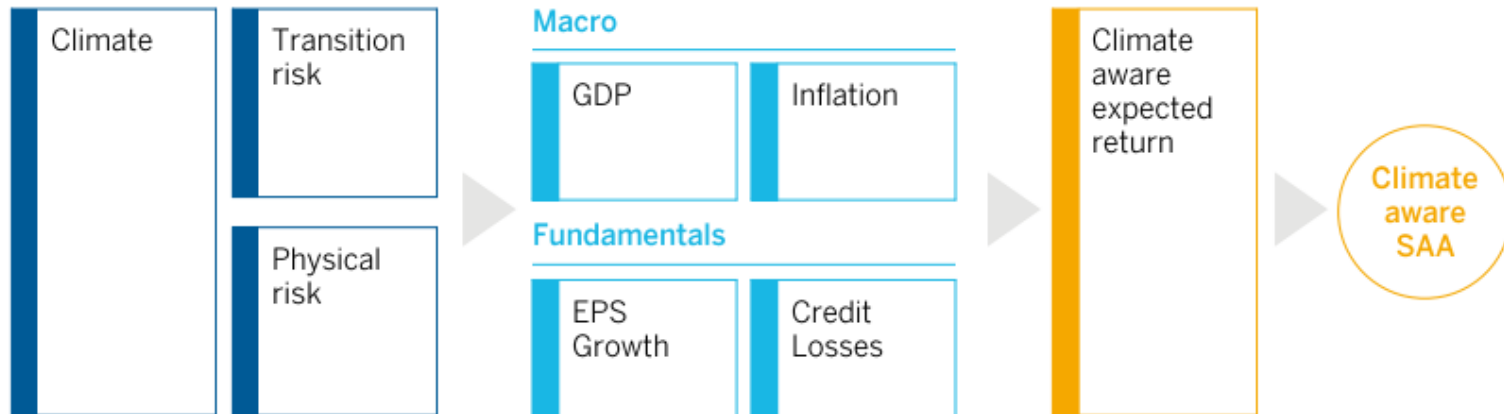 Climate
Transition
risk
Physical
risk
Macro
GDP
Inflation
Fundamentals
EPS
Growth
Credit
Losses
Climate
aware
expected
return
Climate
aware
SAA